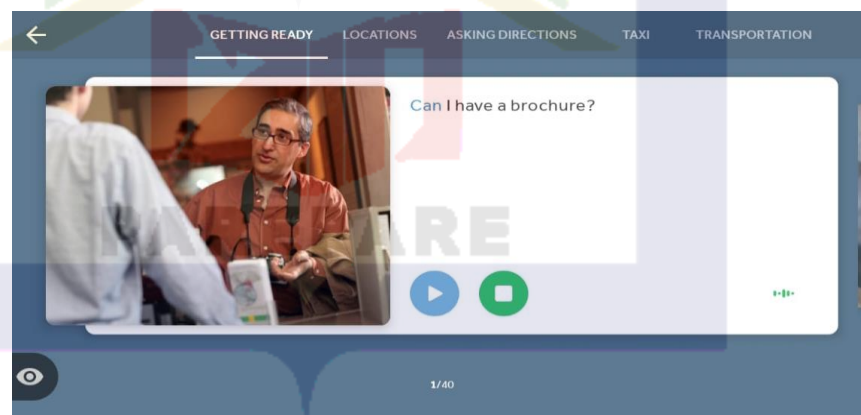 GETTING READY LOCATIONS ASKING DIRECTIONS TAXI TRANSPORTATION
Can I have a brochure?
1/40